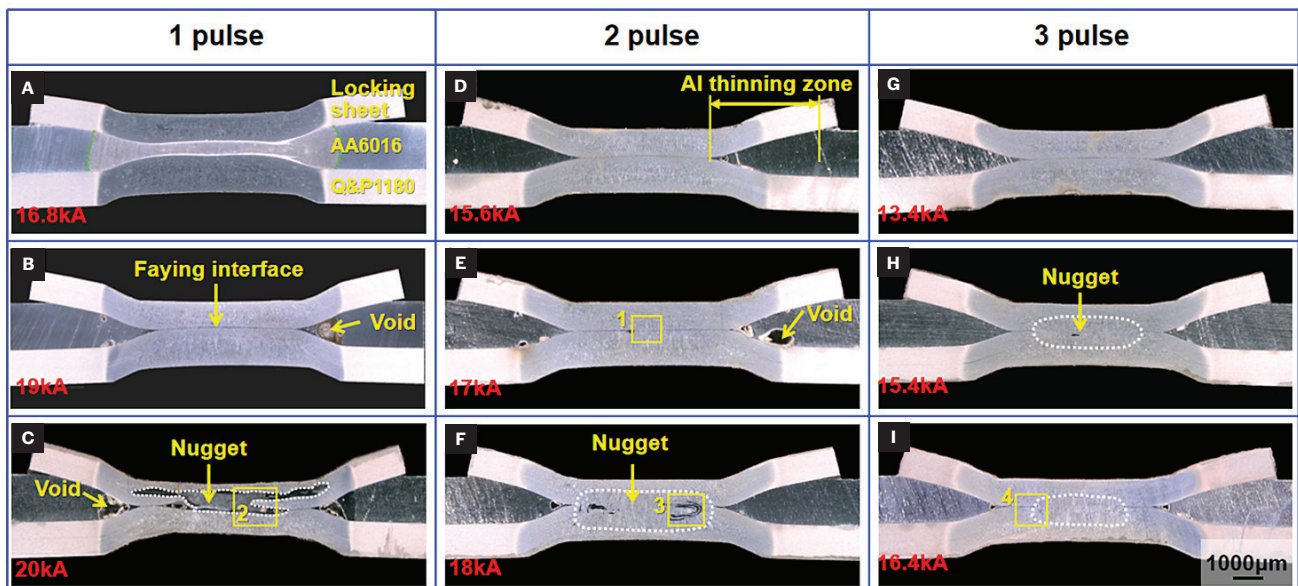 1 pulse
2 pulse
3 pulse
A
Locking
sheet
AA6016
Q&P1180
16.8kA
D
Al thinning zone
15.6kA
G
13.4kA
B
Faying interface
Void
19kA
E
1
Void
17kA
H
Nugget
15.4kA
C
Nugget
Void
2
20kA
F
Nugget
3
18kA
I
4
16.4kA
1000μm